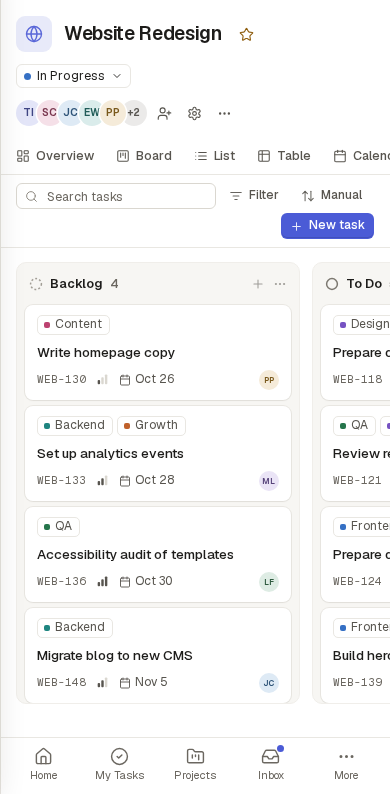 Website Redesign
In Progress
TI SC JC EW PP +2
Overview Board List Table
Search tasks Filter Manual
New task
Backlog 4
Content
Write homepage copy
WEB-130 Oct 26 PP
Backend Growth
Set up analytics events
WEB-133 Oct 28 ML
QA
Accessibility audit of templates
WEB-136 Oct 30 LF
Backend
Migrate blog to new CMS
WEB-148 Nov 5 JC
To Do
Design
Prepare
WEB-118
QA
Review
WEB-121
Prepare
WEB-124
Build
WEB-139
Home My Tasks Projects Inbox More